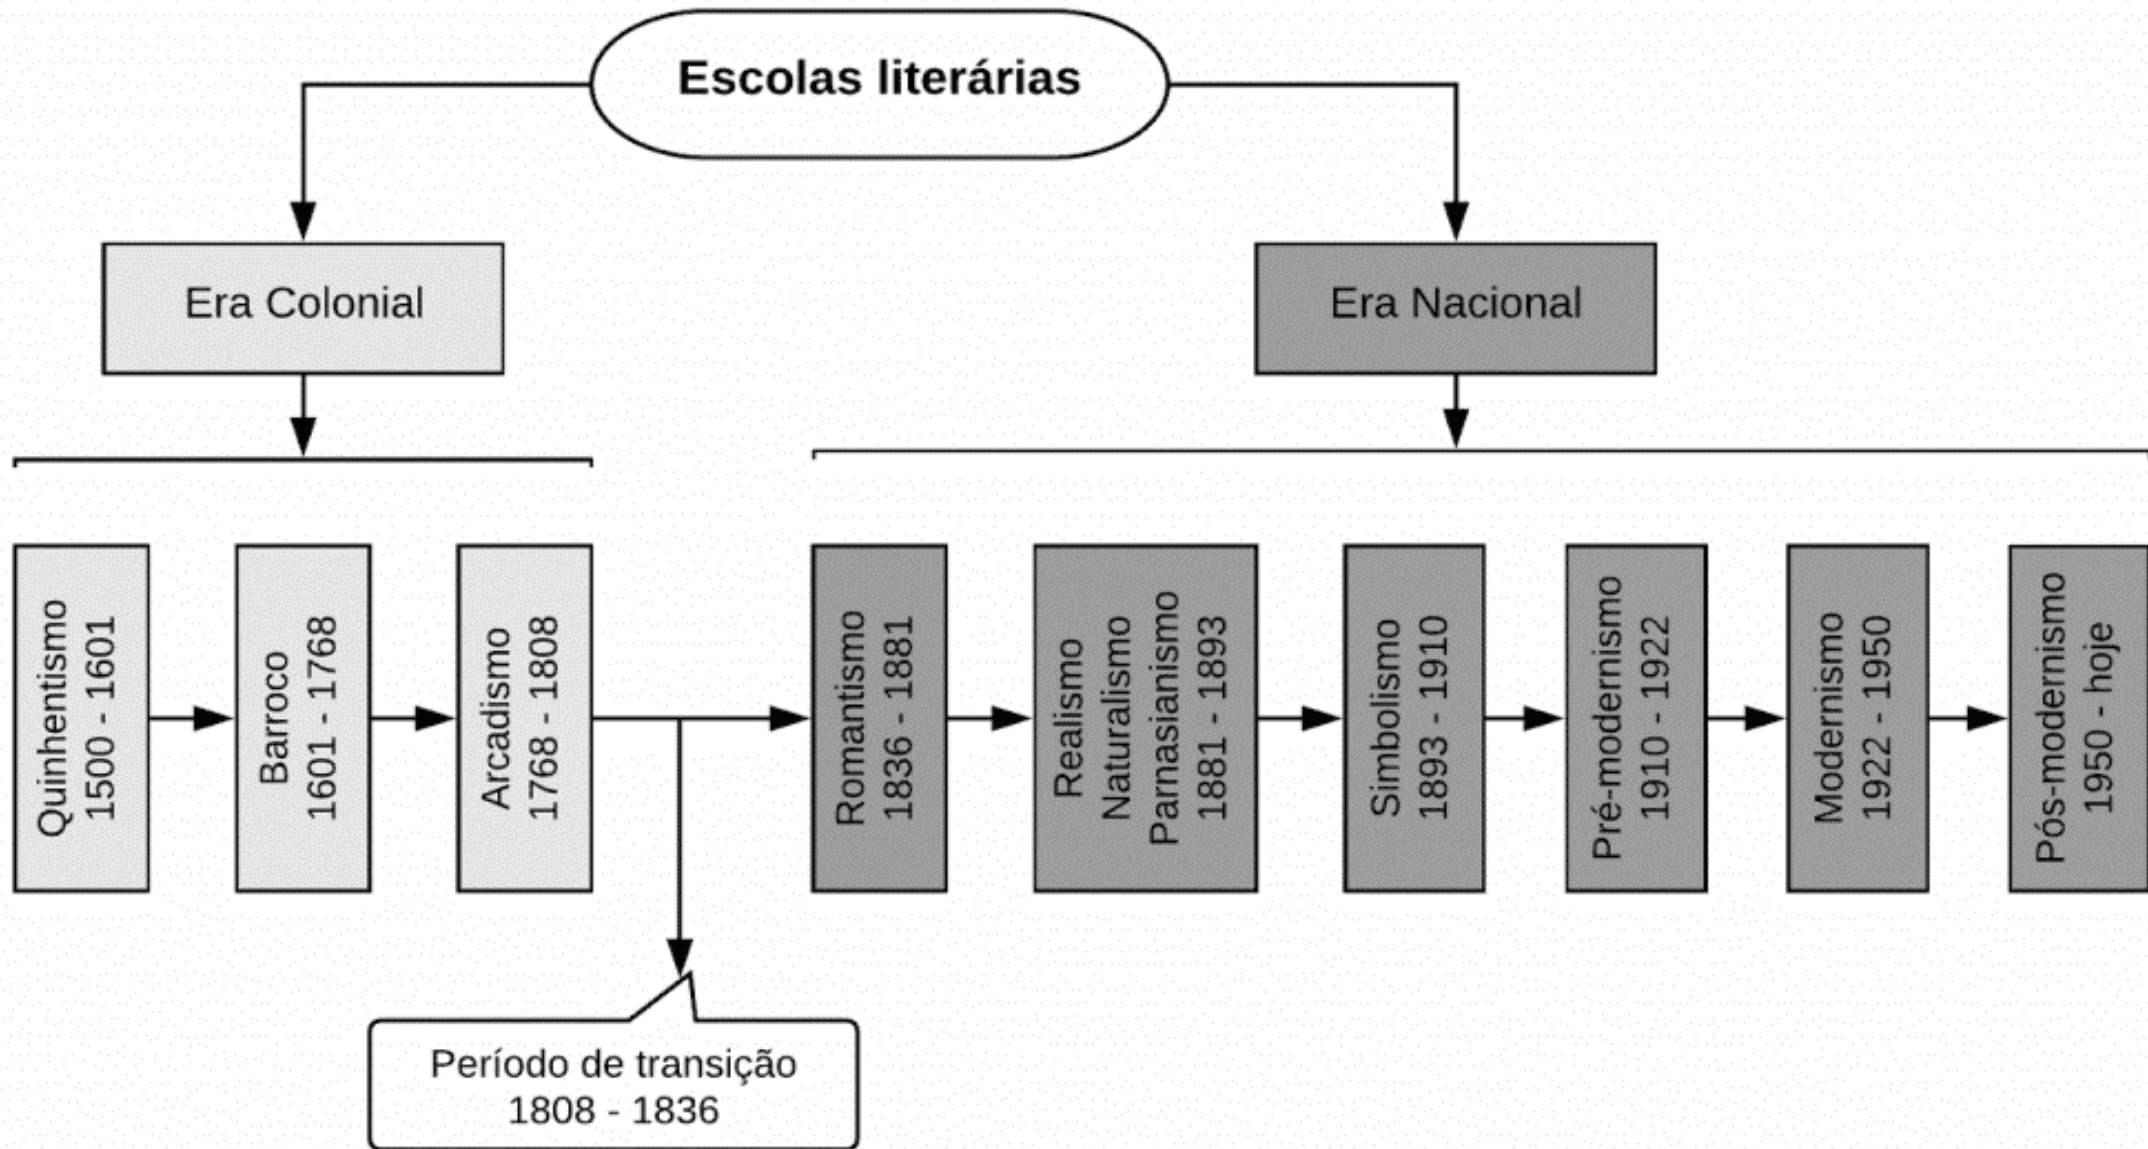 Escolas literárias
Era Colonial
Era Nacional
Quinhentismo
1500 - 1601
Barroco
1601 - 1768
Arcadismo
1768 - 1808
Romantismo
1836 - 1881
Realismo
Naturalismo
Parnasianismo
1881 - 1893
Simbolismo
1893 - 1910
Pré-modernismo
1910 - 1922
Modernismo
1922 - 1950
Pós-modernismo
1950 - hoje
Período de transição
1808 - 1836